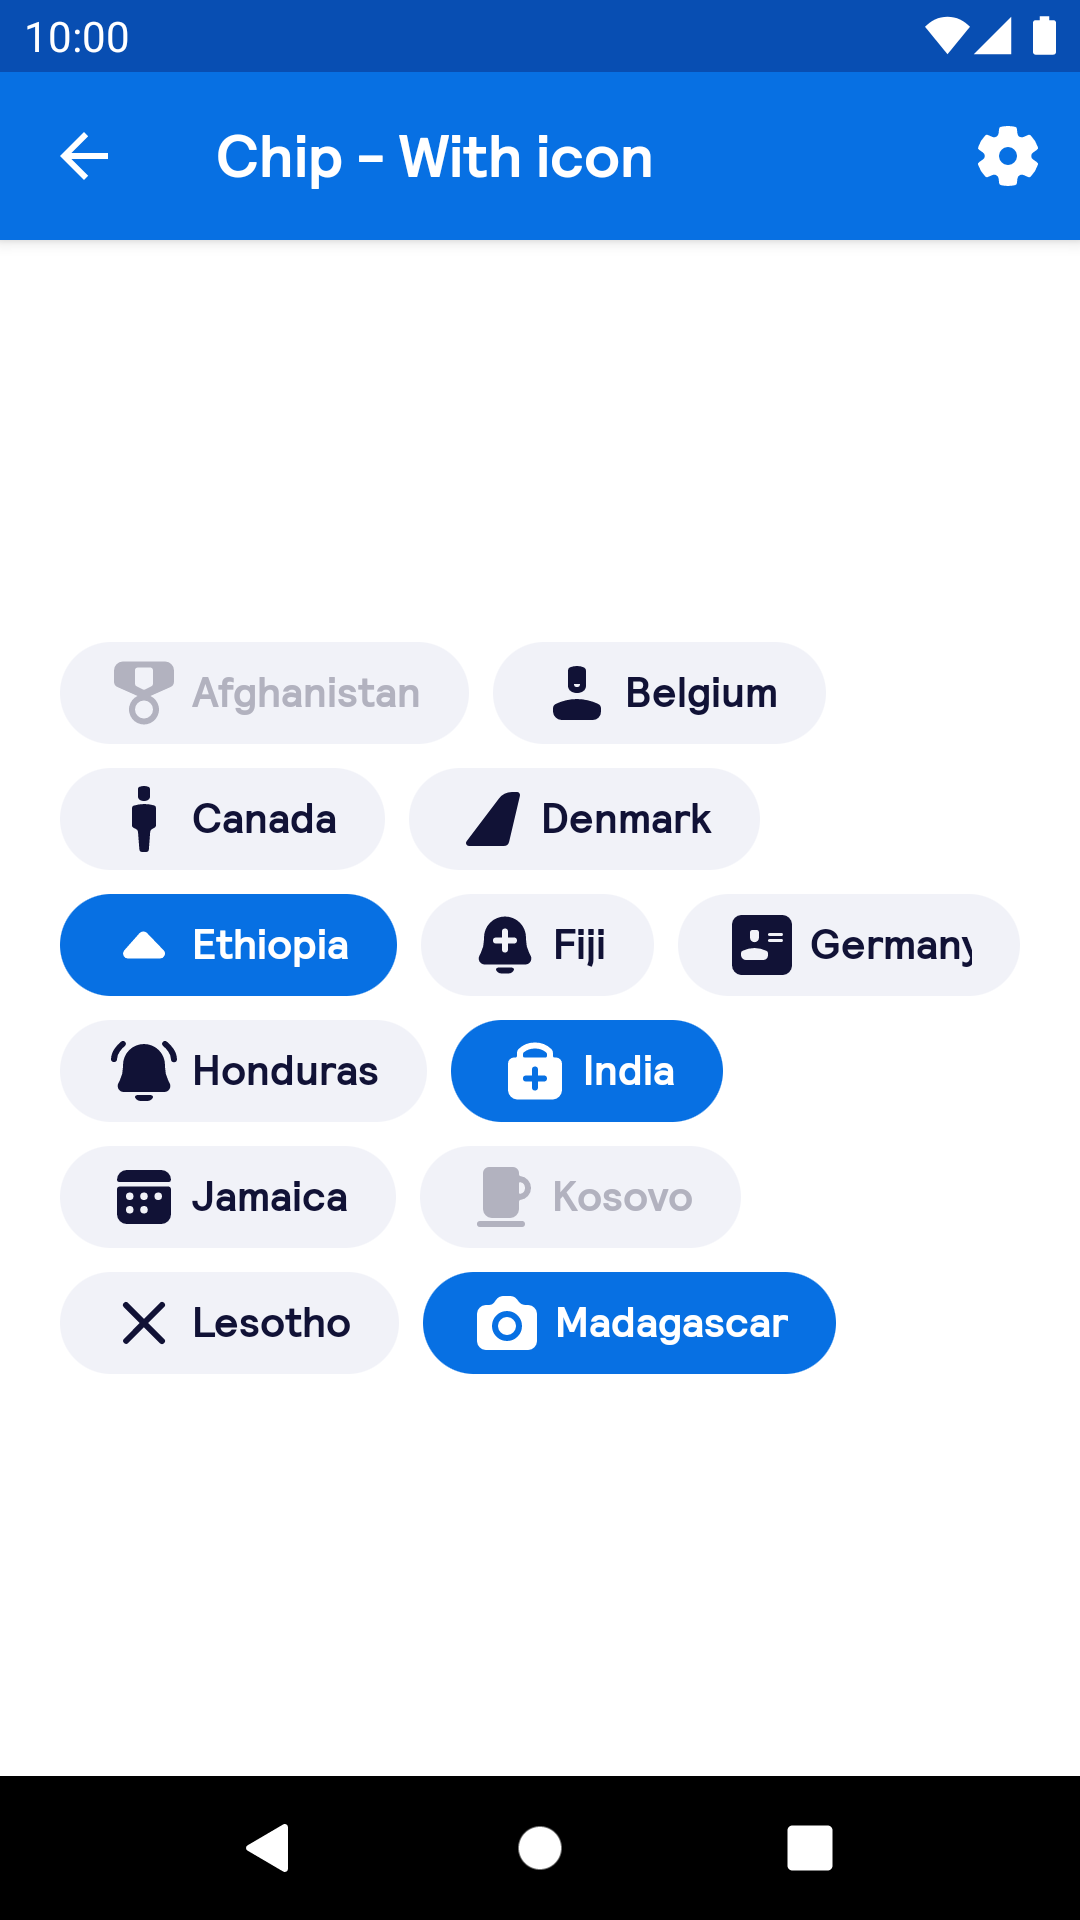 10:00
Chip - With icon
Afghanistan Belgium
Canada Denmark
Ethiopia Fiji Germany
Honduras India
Jamaica Kosovo
Lesotho Madagascar